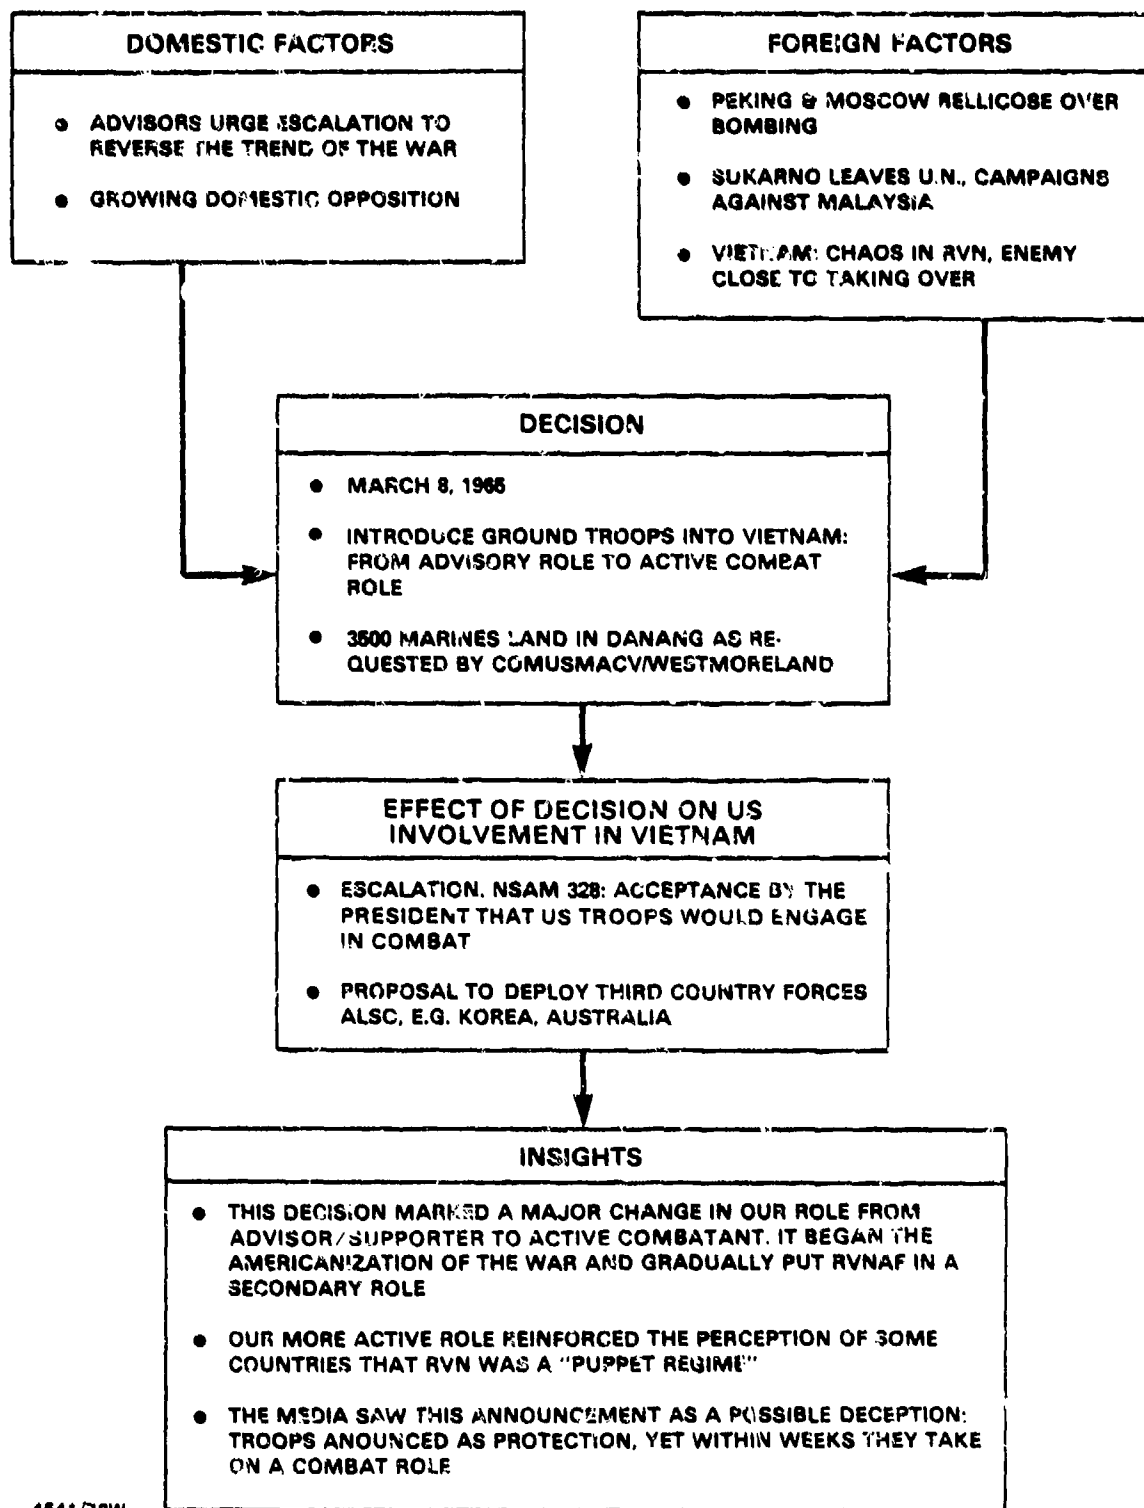 DOMESTIC FACTORS
• ADVISORS URGE ESCALATION TO
REVERSE THE TREND OF THE WAR
• GROWING DOMESTIC OPPOSITION
FOREIGN FACTORS
• PEKING & MOSCOW BELLICOSE OVER
BOMBING
• SUKARNO LEAVES U.N., CAMPAIGNS
AGAINST MALAYSIA
• VIETNAM: CHAOS IN RVN, ENEMY
CLOSE TO TAKING OVER
DECISION
• MARCH 8, 1965
• INTRODUCE GROUND TROOPS INTO VIETNAM:
FROM ADVISORY ROLE TO ACTIVE COMBAT
ROLE
• 3500 MARINES LAND IN DANANG AS RE-
QUESTED BY COMUSMACV/WESTMORELAND
EFFECT OF DECISION ON US
INVOLVEMENT IN VIETNAM
• ESCALATION. NSAM 328: ACCEPTANCE BY THE
PRESIDENT THAT US TROOPS WOULD ENGAGE
IN COMBAT
• PROPOSAL TO DEPLOY THIRD COUNTRY FORCES
ALSO, E.G. KOREA, AUSTRALIA
INSIGHTS
• THIS DECISION MARKED A MAJOR CHANGE IN OUR ROLE FROM
ADVISOR/SUPPORTER TO ACTIVE COMBATANT. IT BEGAN THE
AMERICANIZATION OF THE WAR AND GRADUALLY PUT RVNAF IN A
SECONDARY ROLE
• OUR MORE ACTIVE ROLE REINFORCED THE PERCEPTION OF SOME
COUNTRIES THAT RVN WAS A "PUPPET REGIME"
• THE MEDIA SAW THIS ANNOUNCEMENT AS A POSSIBLE DECEPTION:
TROOPS ANOUNCED AS PROTECTION, YET WITHIN WEEKS THEY TAKE
ON A COMBAT ROLE